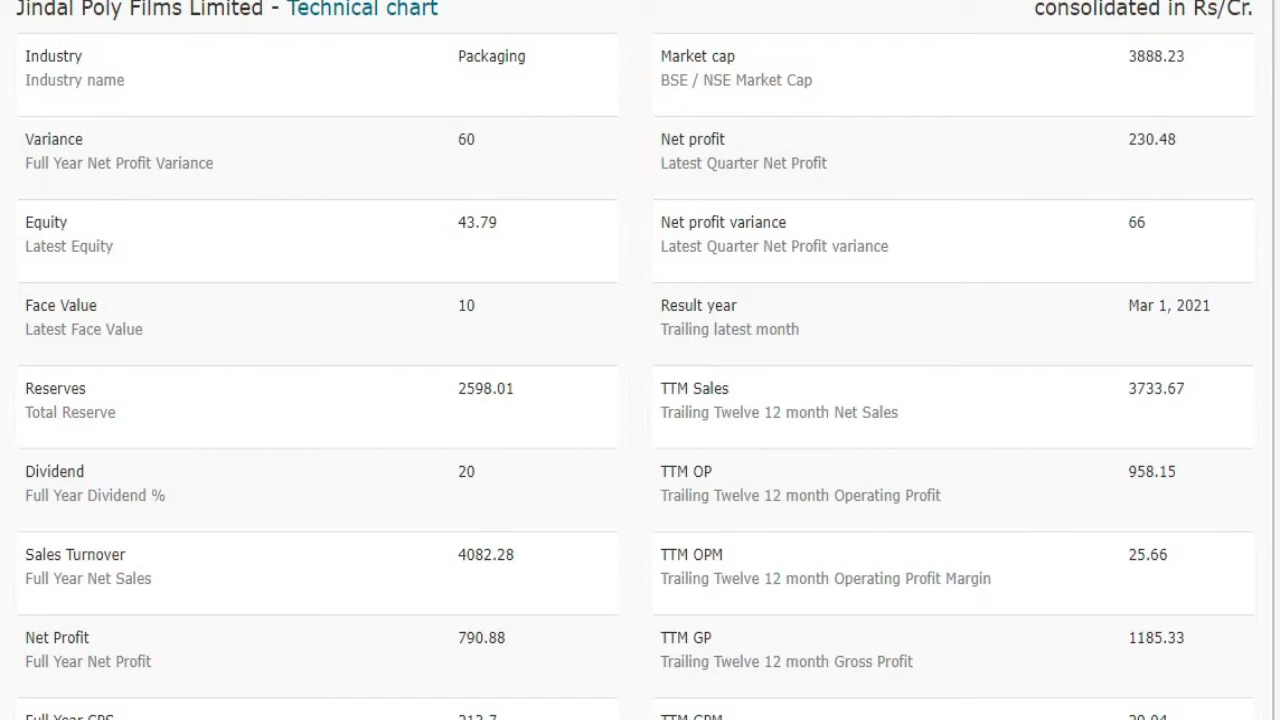 Jindal Poly Films Limited - Technical chart
consolidated in Rs/Cr.
Industry Packaging
Industry name
Variance 60
Full Year Net Profit Variance
Equity 43.79
Latest Equity
Face Value 10
Latest Face Value
Reserves 2598.01
Total Reserve
Dividend 20
Full Year Dividend %
Sales Turnover 4082.28
Full Year Net Sales
Net Profit 790.88
Full Year Net Profit
Market cap 3888.23
BSE / NSE Market Cap
Net profit 230.48
Latest Quarter Net Profit
Net profit variance 66
Latest Quarter Net Profit variance
Result year Mar 1, 2021
Trailing latest month
TTM Sales 3733.67
Trailing Twelve 12 month Net Sales
TTM OP 958.15
Trailing Twelve 12 month Operating Profit
TTM OPM 25.66
Trailing Twelve 12 month Operating Profit Margin
TTM GP 1185.33
Trailing Twelve 12 month Gross Profit